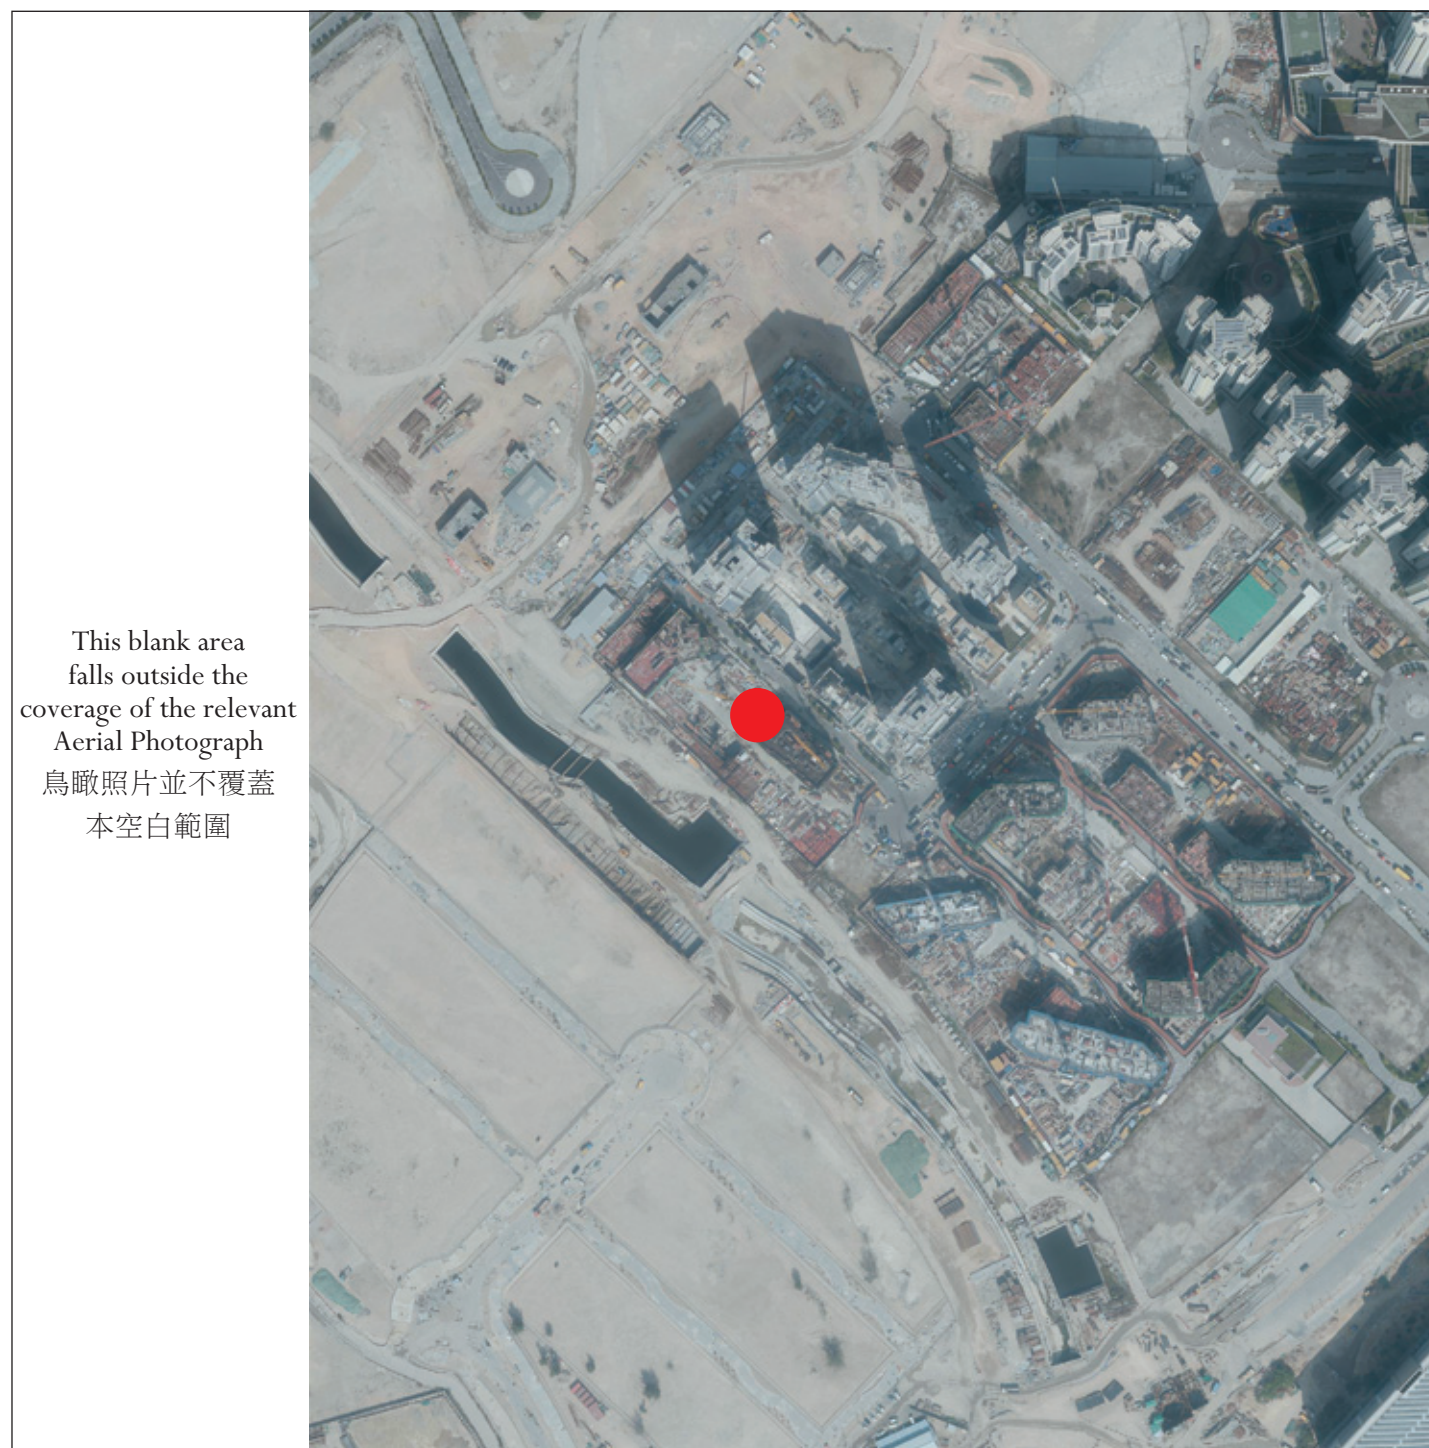 This blank area
falls outside the
coverage of the relevant
Aerial Photograph
鳥瞰照片並不覆蓋
本空白範圍